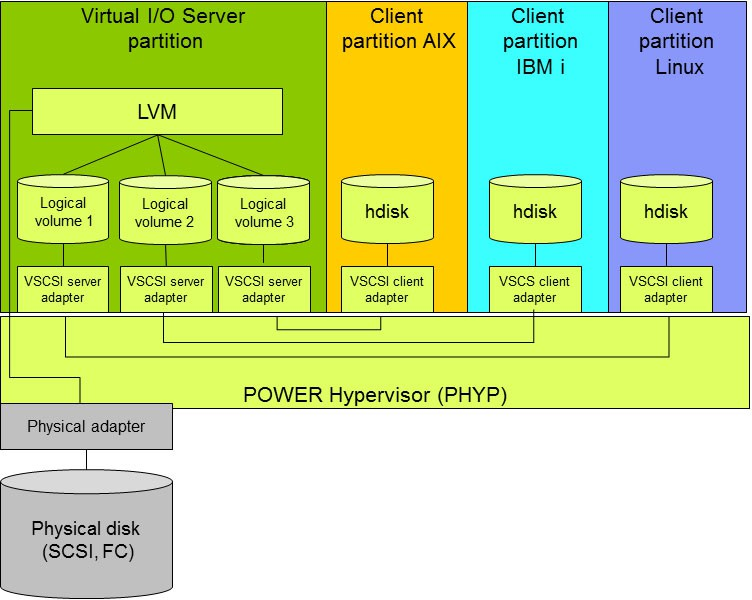 Virtual I/O Server
partition
Client
partition AIX
Client
partition
IBM i
Client
partition
Linux
LVM
Logical
volume 1
Logical
volume 2
Logical
volume 3
hdisk
hdisk
hdisk
VSCSI server
adapter
VSCSI server
adapter
VSCSI server
adapter
VSCSI client
adapter
VSCS client
adapter
VSCSI client
adapter
POWER Hypervisor (PHYP)
Physical adapter
Physical disk
(SCSI, FC)